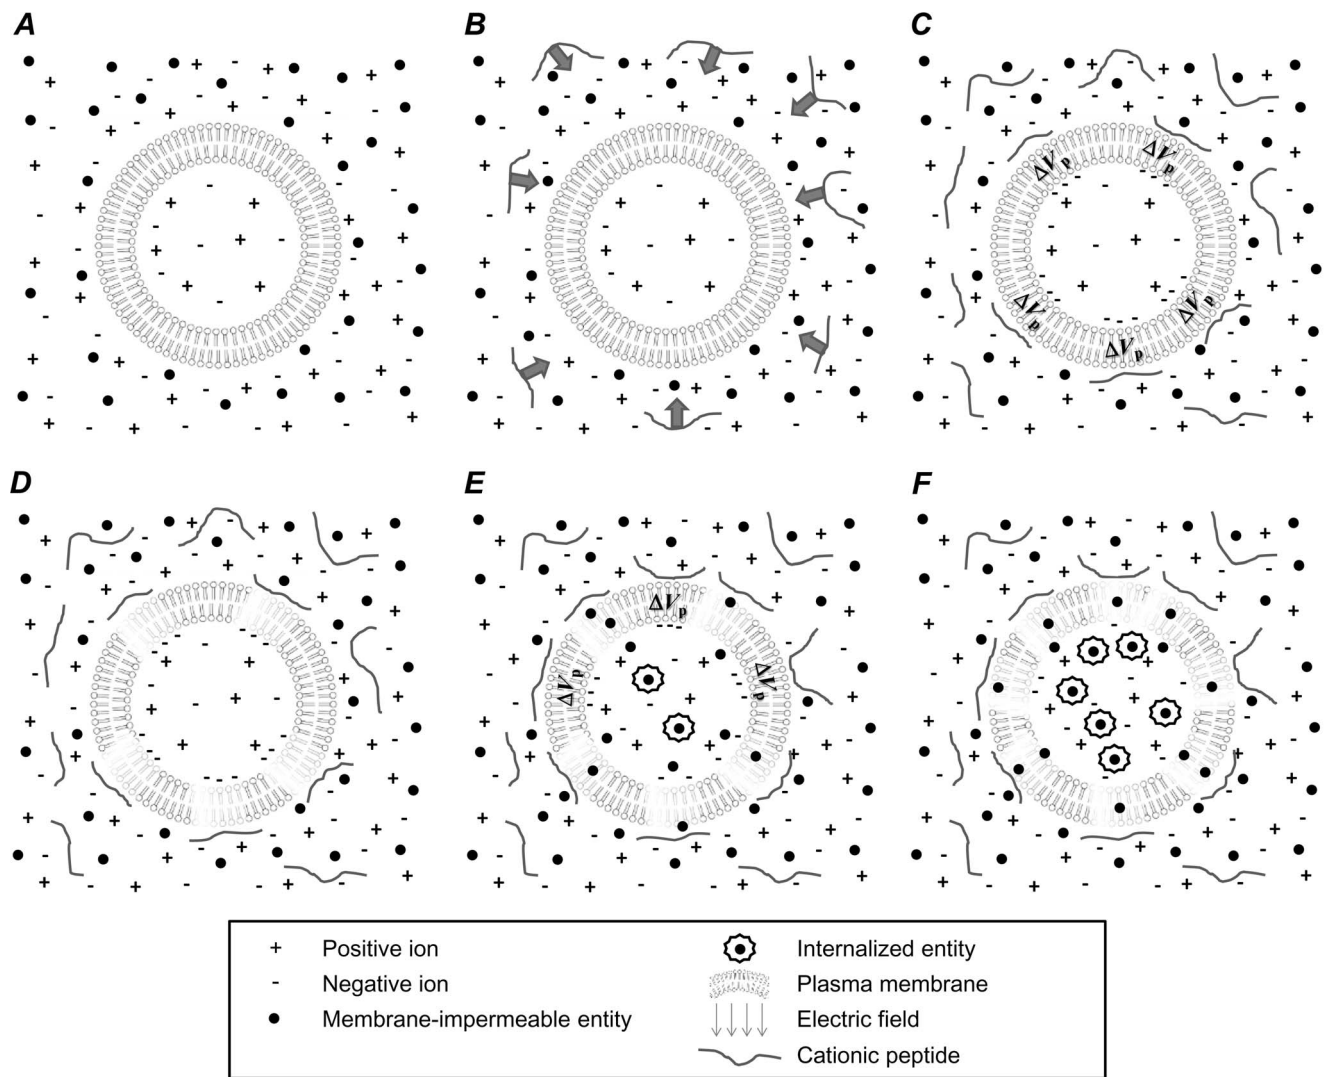 A B C
ΔVp ΔVp
ΔVp ΔVp
ΔVp
D E F
ΔVp
ΔVp ΔVp
+ Positive ion
- Negative ion
Membrane-impermeable entity
Internalized entity
Plasma membrane
Electric field
Cationic peptide